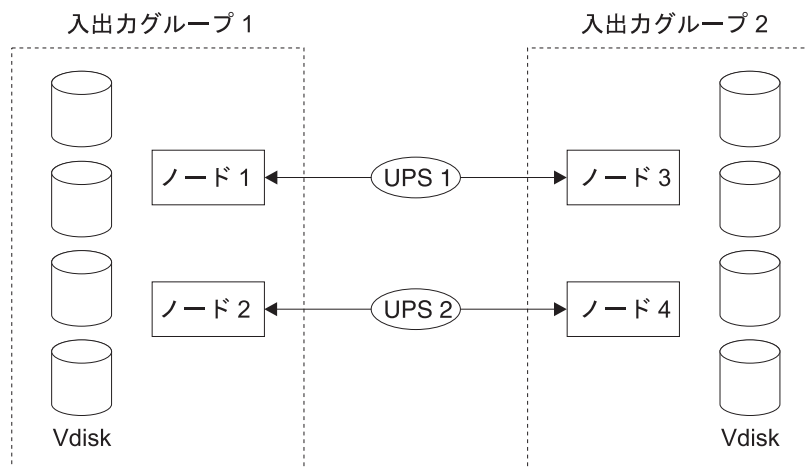 入出力グループ 1
入出力グループ 2
ノード 1
UPS 1
ノード 3
ノード 2
UPS 2
ノード 4
Vdisk
Vdisk